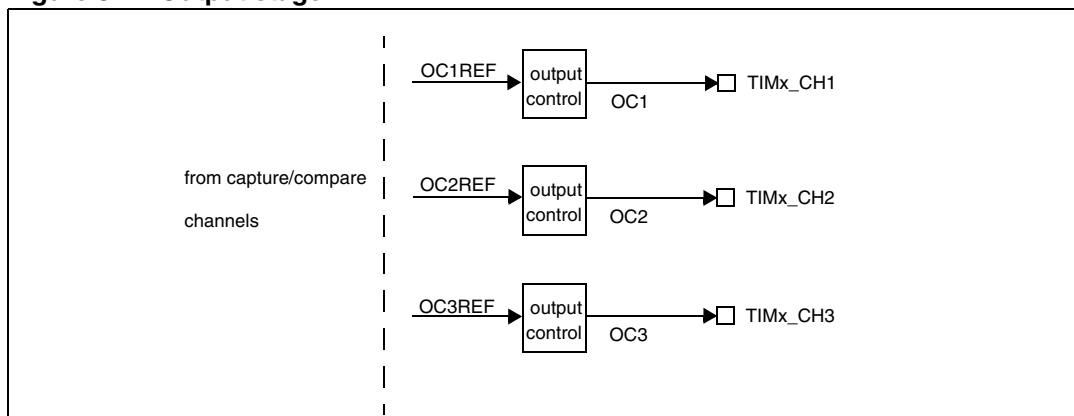 OC1REF
output
control
OC1
TIMx_CH1
from capture/compare
channels
OC2REF
output
control
OC2
TIMx_CH2
OC3REF
output
control
OC3
TIMx_CH3